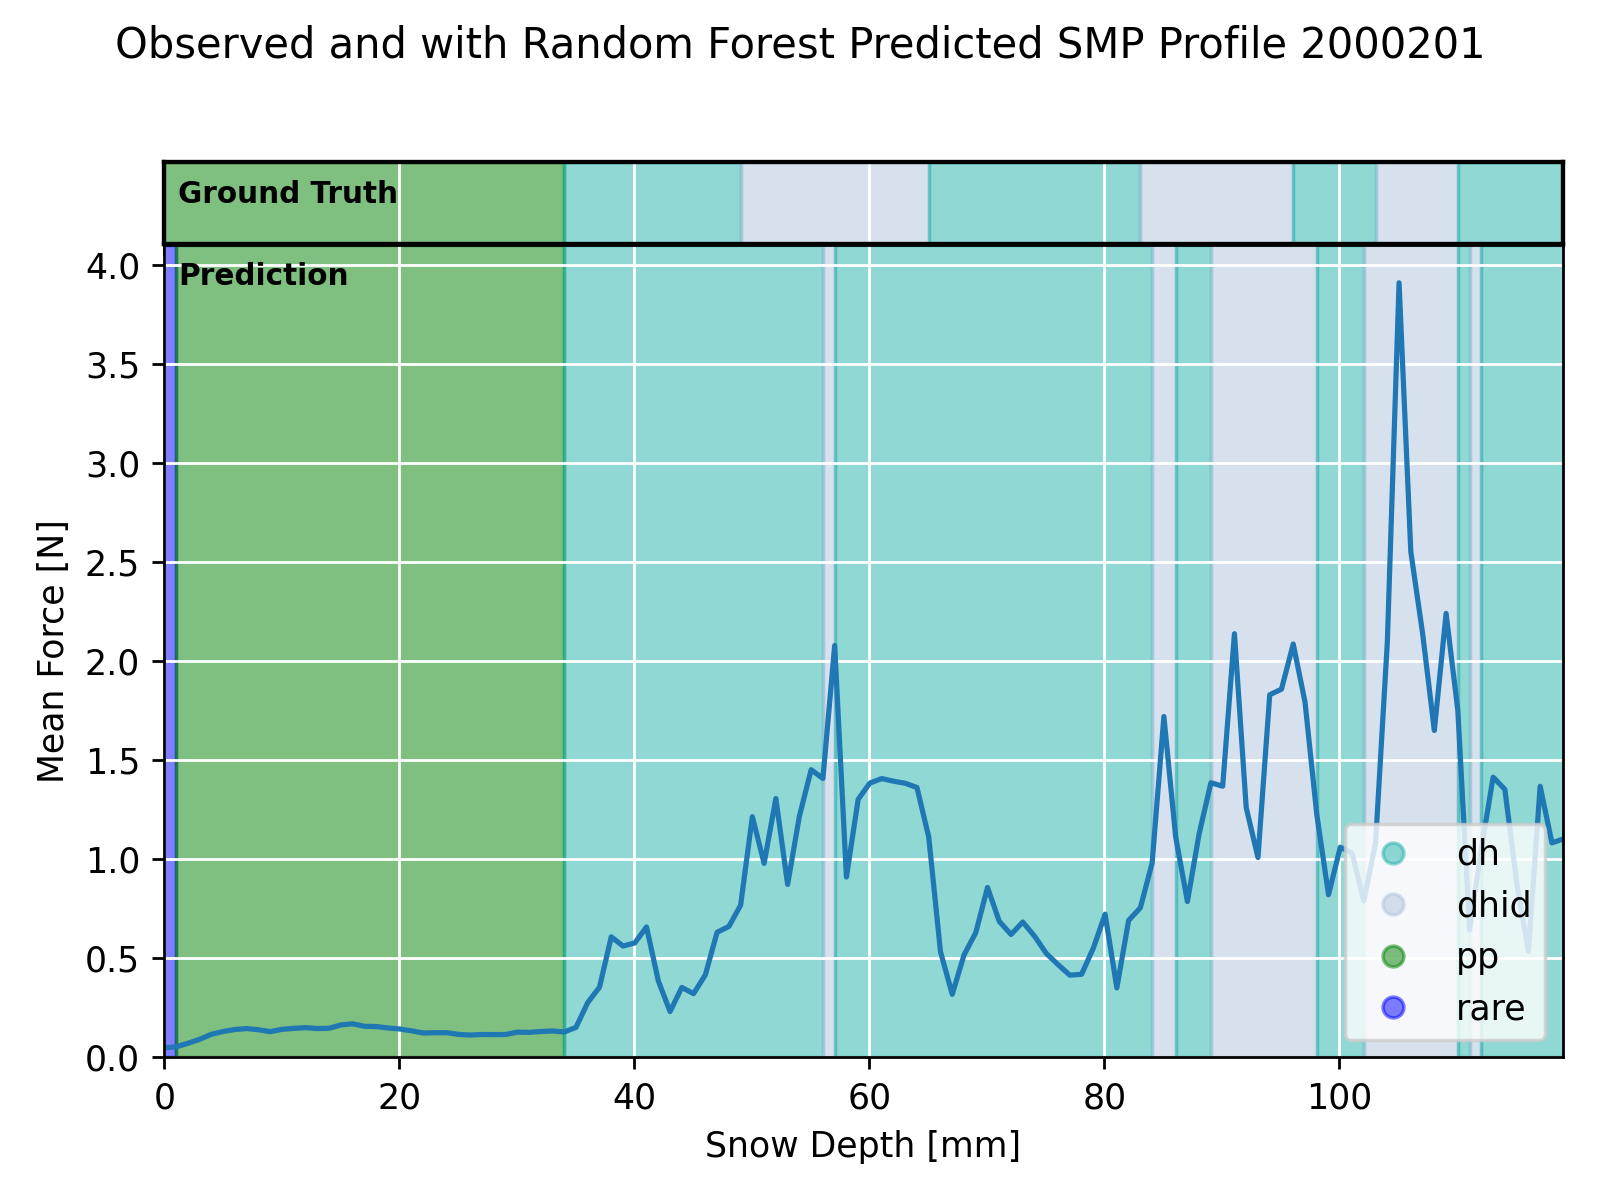 Observed and with Random Forest Predicted SMP Profile 2000201
Ground Truth
Prediction
4.0
3.5
3.0
2.5
2.0
1.5
1.0
0.5
0.0
Mean Force [N]
dh
dhid
pp
rare
0 20 40 60 80 100
Snow Depth [mm]